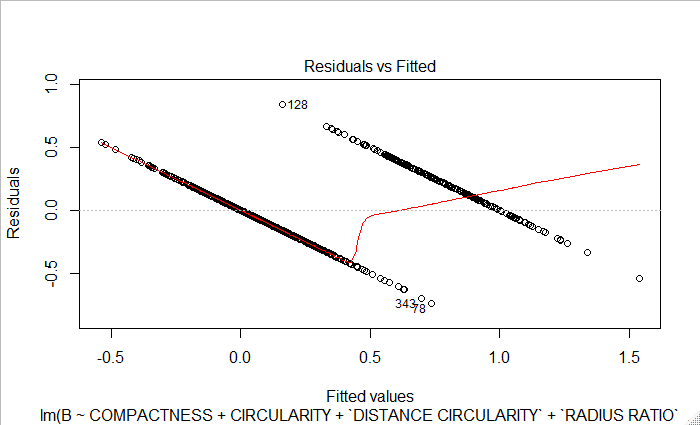 Residuals vs Fitted
Residuals
1.0
0.5
0.0
-0.5
128
343
78
-0.5 0.0 0.5 1.0 1.5
Fitted values
lm(B ~ COMPACTNESS + CIRCULARITY + `DISTANCE CIRCULARITY` + `RADIUS RATIO`